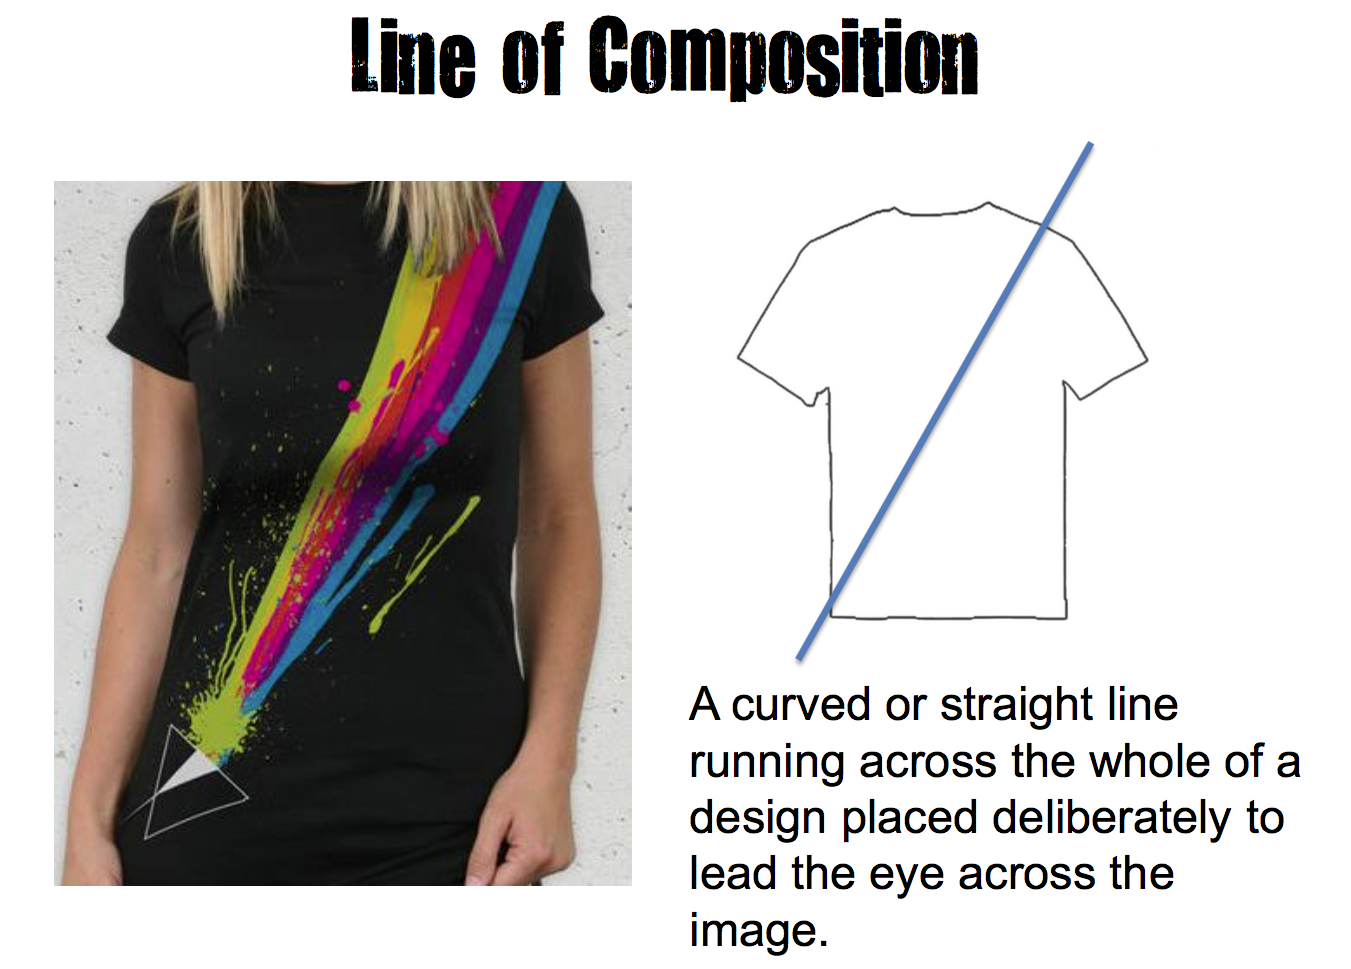 Line of Composition
A curved or straight line
running across the whole of a
design placed deliberately to
lead the eye across the
image.